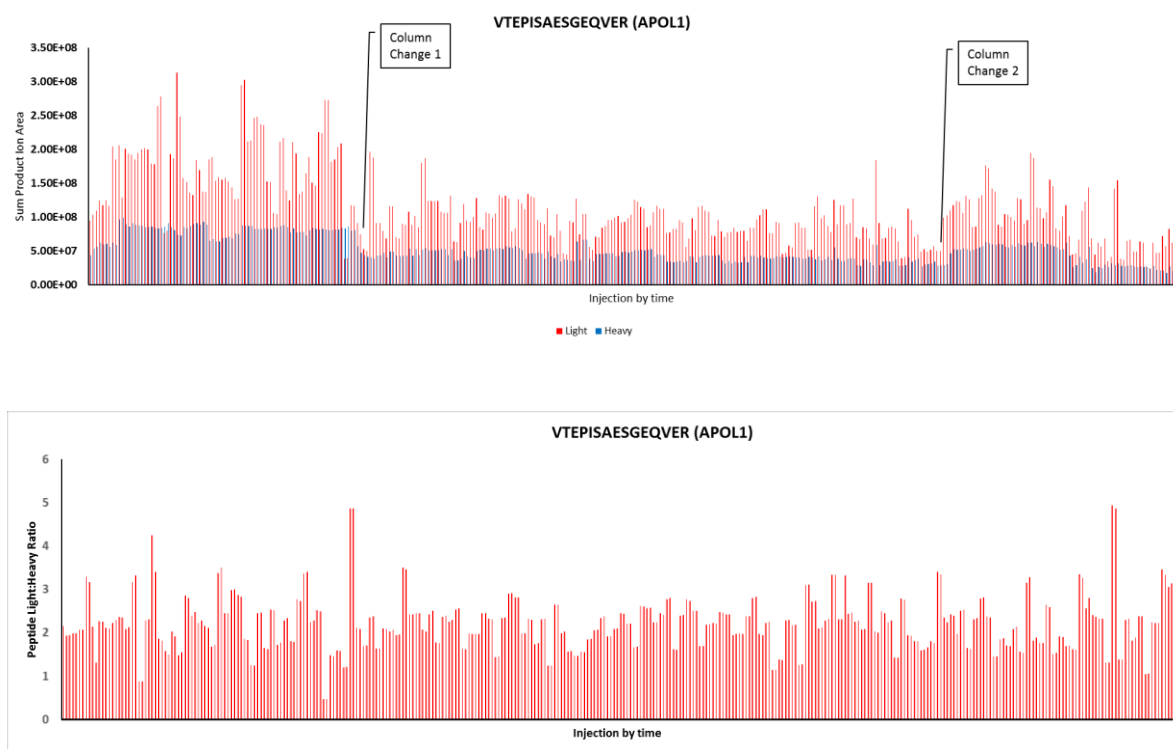 VTEPISAESGEQVER (APOL1)
Column
Change 1
Column
Change 2
3.50E+08
3.00E+08
2.50E+08
2.00E+08
1.50E+08
1.00E+08
5.00E+07
0.00E+00
Sum Product Ion Area
Injection by time
Light Heavy
VTEPISAESGEQVER (APOL1)
6
5
4
3
2
1
0
Peptide Light:Heavy Ratio
Injection by time